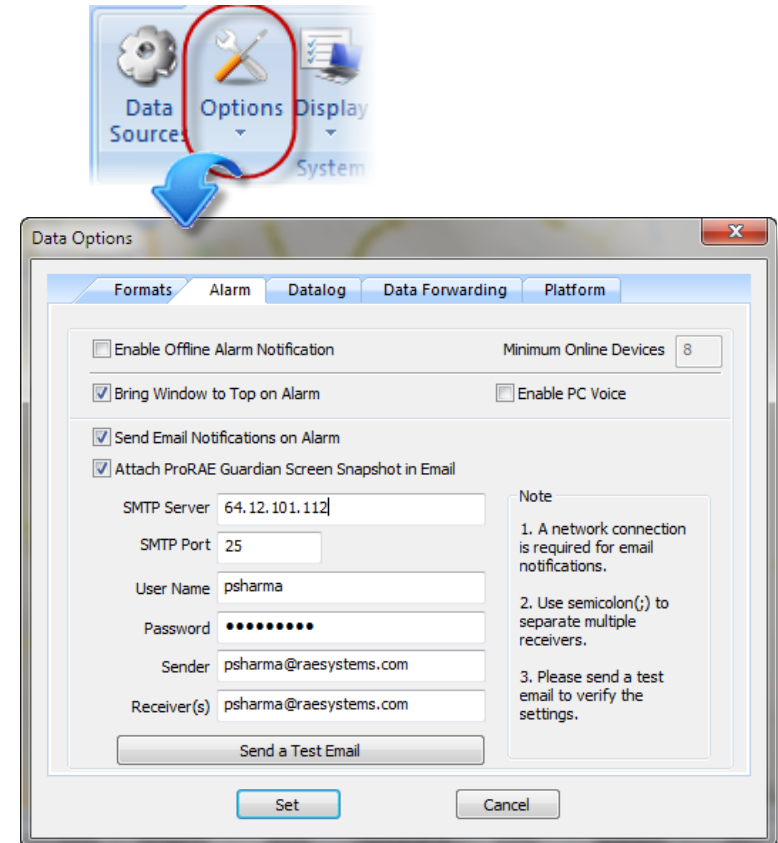 Data Sources
Options
Display
System
Data Options
Formats
Alarm
Datalog
Data Forwarding
Platform
Enable Offline Alarm Notification
Minimum Online Devices 8
Bring Window to Top on Alarm
Enable PC Voice
Send Email Notifications on Alarm
Attach ProRAE Guardian Screen Snapshot in Email
SMTP Server 64.12.101.112
SMTP Port 25
User Name psharma
Password •••••••••
Sender psharma@raesystems.com
Receiver(s) psharma@raesystems.com
Send a Test Email
Note
1. A network connection
is required for email
notifications.
2. Use semicolon(;) to
separate multiple
receivers.
3. Please send a test
email to verify the
settings.
Set
Cancel